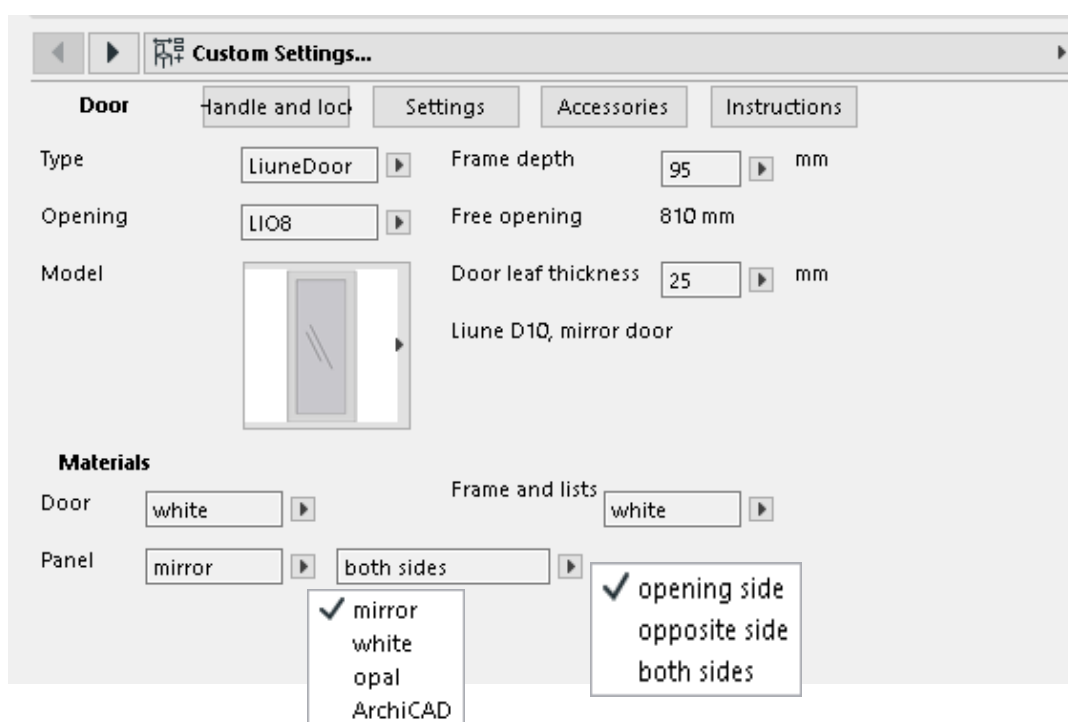 Custom Settings...
Door Handle and lock Settings Accessories Instructions
Type LiuneDoor Frame depth 95 mm
Opening LIO8 Free opening 810 mm
Model Door leaf thickness 25 mm
Liune D10, mirror door
Materials
Door white Frame and lists white
Panel mirror both sides
mirror
white
opal
ArchiCAD
opening side
opposite side
both sides